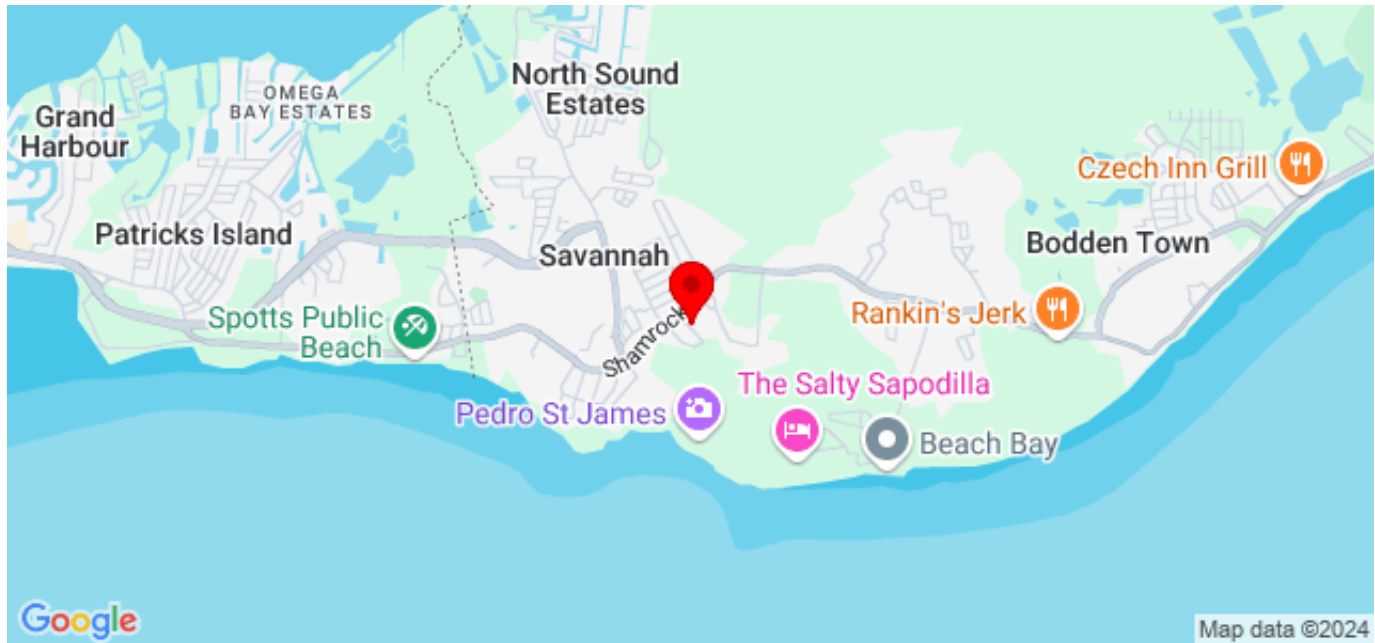 North Sound
Estates
OMEGA
BAY ESTATES
Grand
Harbour
Czech Inn Grill
Patricks Island
Savannah
Bodden Town
Spotts Public
Beach
Shamrock
Rankin's Jerk
The Salty Sapodilla
Pedro St James
Beach Bay
Google
Map data ©2024